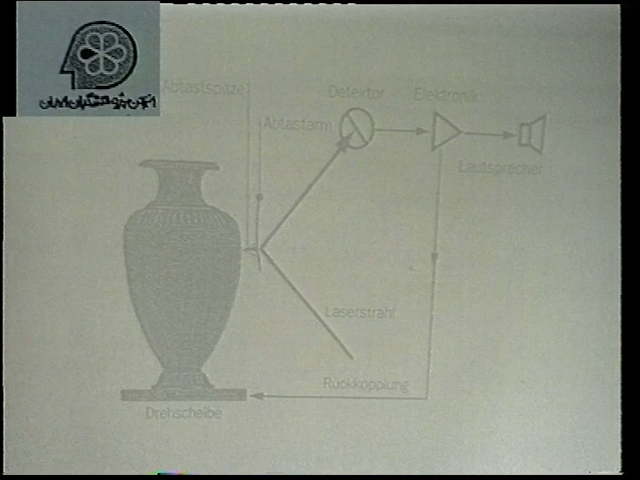 Abtastspitze
Detektor
Elektronik
Abtastarm
Lautsprecher
Laserstrahl
Rückkopplung
Drehscheibe